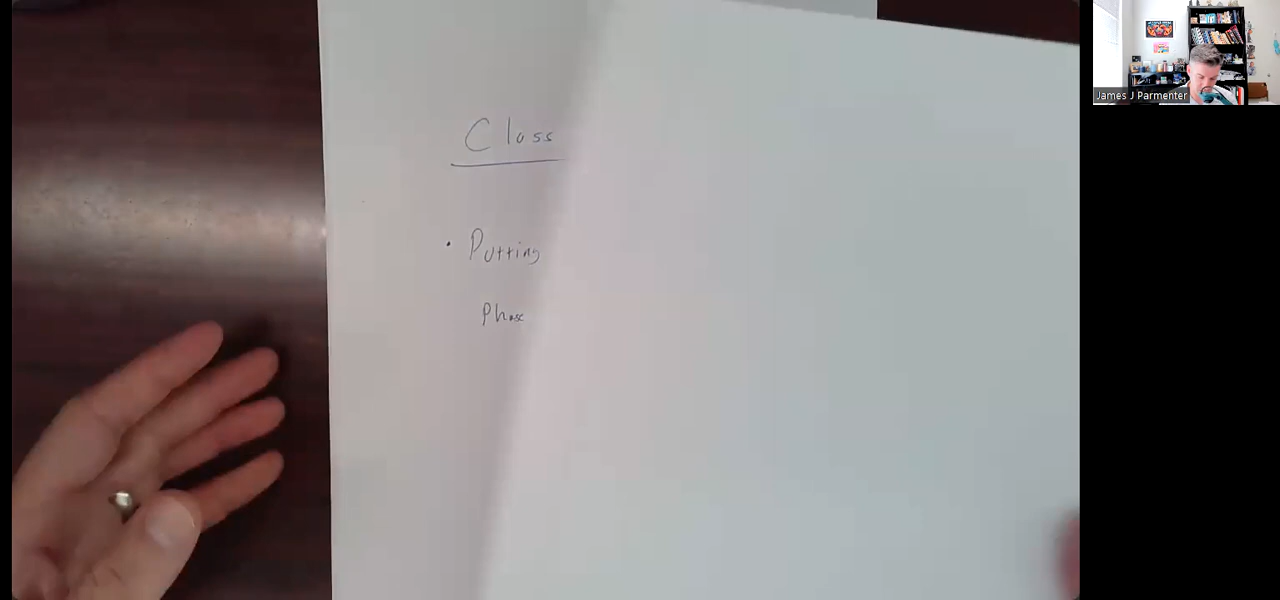 Class
• Putting
Phase
James J Parmenter